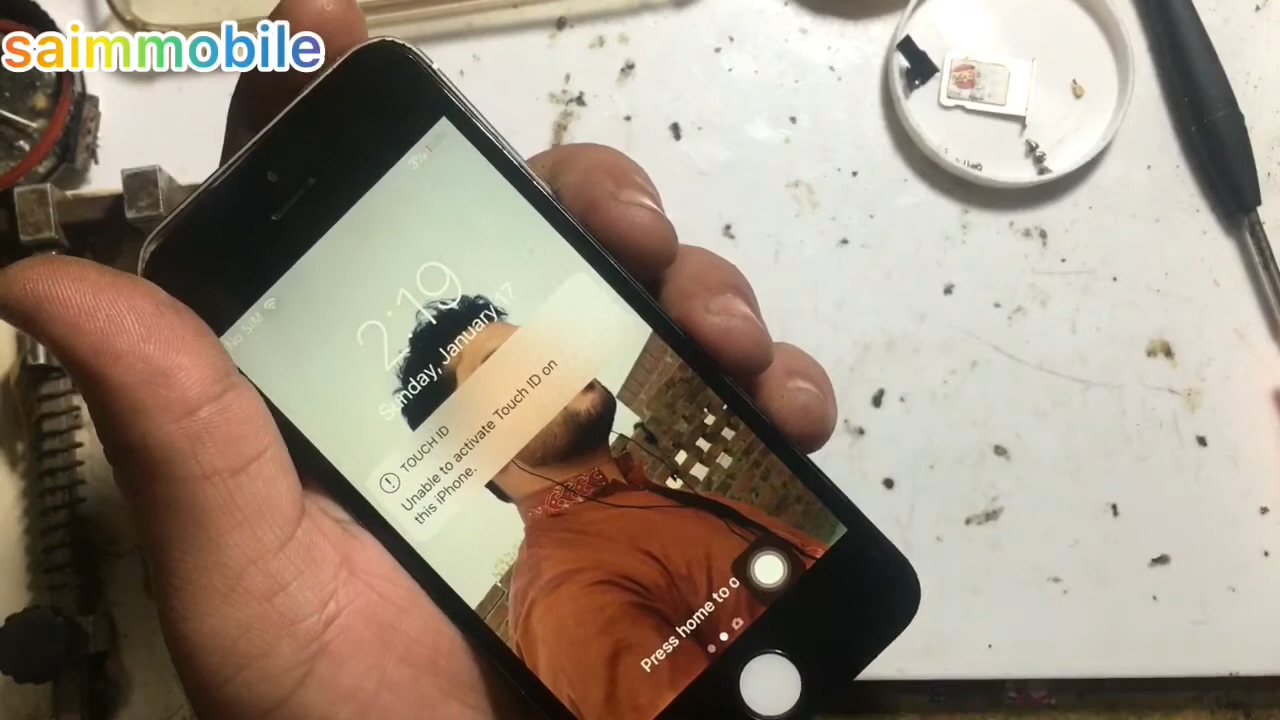 saimmobile
No SIM
2:19
Sunday, January 17
TOUCH ID
Unable to activate Touch ID on
this iPhone.
Press home to o